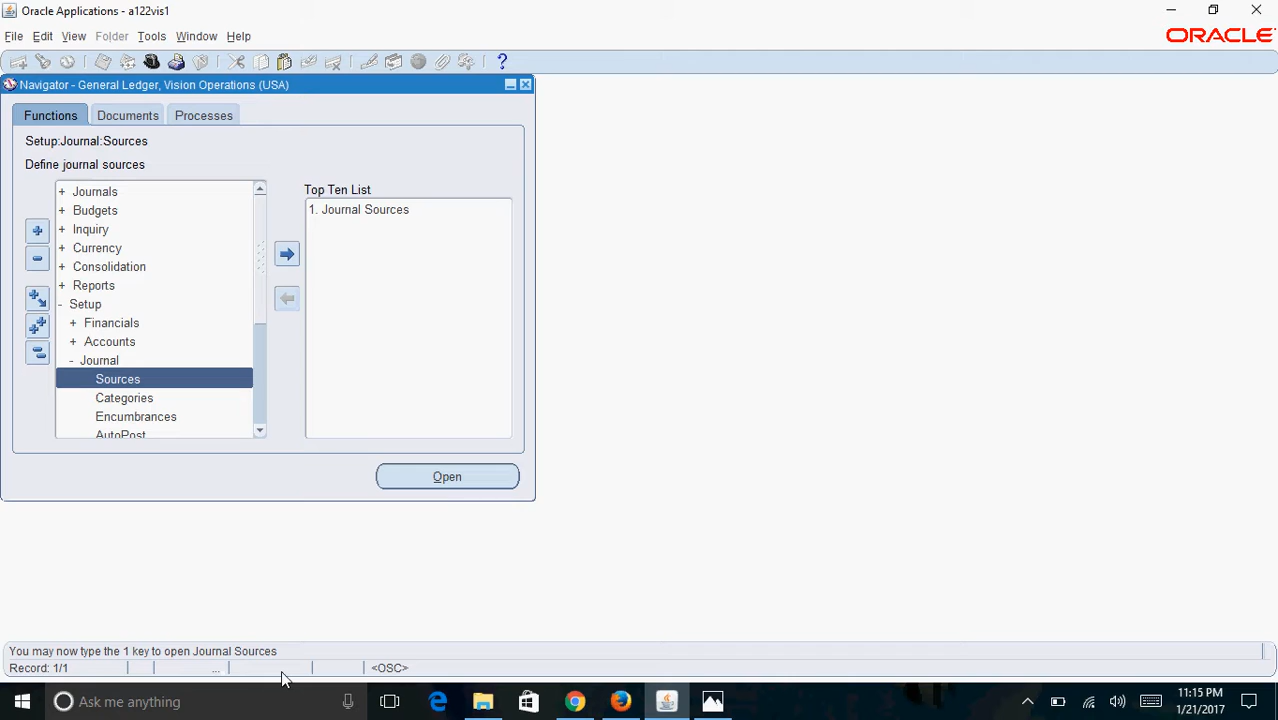 Oracle Applications - a122vis1
File Edit View Folder Tools Window Help
ORACLE
Navigator - General Ledger, Vision Operations (USA)
Functions Documents Processes
Setup:Journal:Sources
Define journal sources
+ Journals
+ Budgets
+ Inquiry
+ Currency
+ Consolidation
+ Reports
- Setup
+ Financials
+ Accounts
- Journal
Sources
Categories
Encumbrances
AutoPost
Top Ten List
1. Journal Sources
Open
You may now type the 1 key to open Journal Sources
Record: 1/1 ... <OSC>
Ask me anything
11:15 PM
1/21/2017